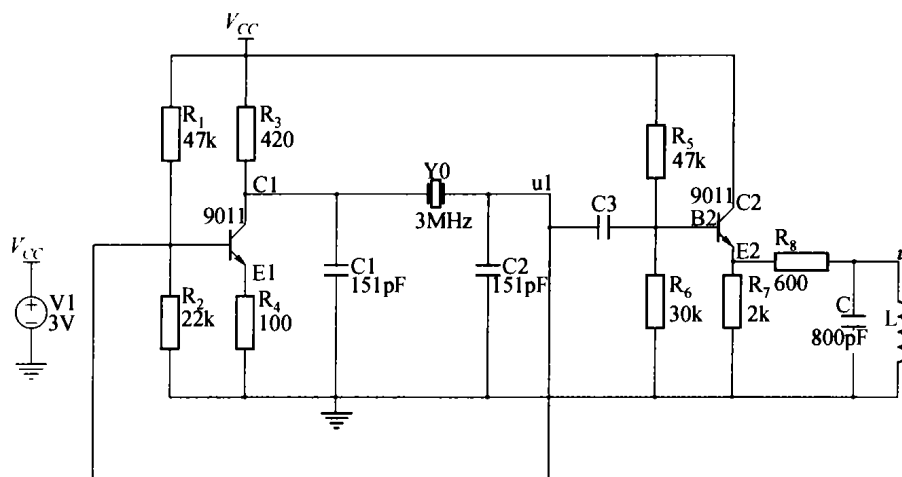 V_CC
R1
47k
R3
420
C1
9011
E1
R2
22k
R4
100
V_CC
V1
3V
C1
151pF
Y0
3MHz
C2
151pF
u1
C3
R5
47k
9011
C2
B2
E2
R6
30k
R7
2k
R8
600
C
800pF
L